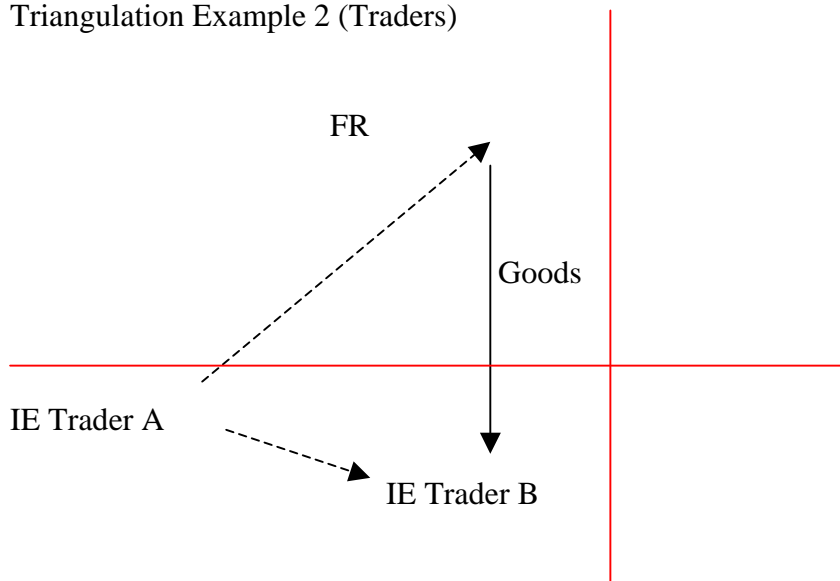 Triangulation Example 2 (Traders)
FR
Goods
IE Trader A
IE Trader B